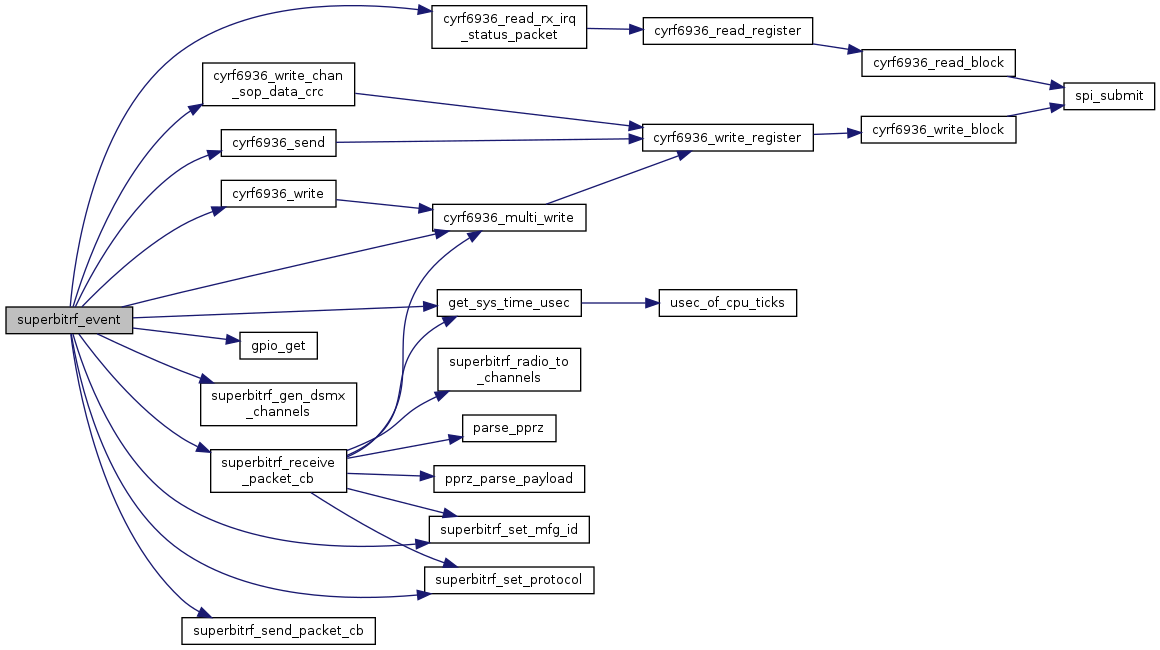 cyrf6936_read_rx_irq
_status_packet
cyrf6936_read_register
cyrf6936_read_block
spi_submit
cyrf6936_write_chan
_sop_data_crc
cyrf6936_send
cyrf6936_write_register
cyrf6936_write_block
cyrf6936_write
cyrf6936_multi_write
superbitrf_event
get_sys_time_usec
usec_of_cpu_ticks
gpio_get
superbitrf_radio_to
_channels
superbitrf_gen_dsmx
_channels
parse_pprz
superbitrf_receive
_packet_cb
pprz_parse_payload
superbitrf_set_mfg_id
superbitrf_set_protocol
superbitrf_send_packet_cb